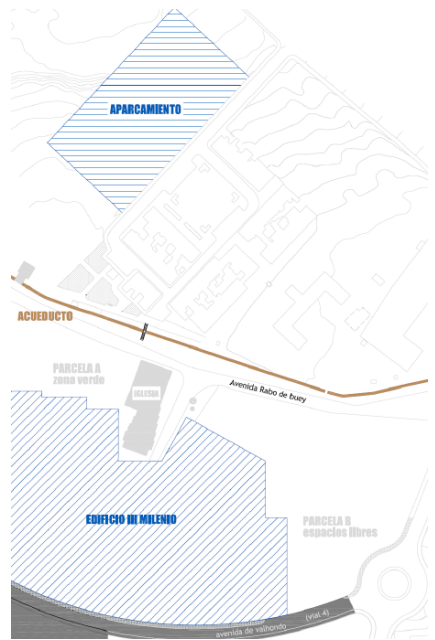 APARCAMIENTO
ACUEDUCTO
PARCELA A
zona verde
IGLESIA
Avenida Rabo de buey
EDIFICIO III MILENIO
PARCELA B
espacios libres
avenida de valhondo
(vial 4)